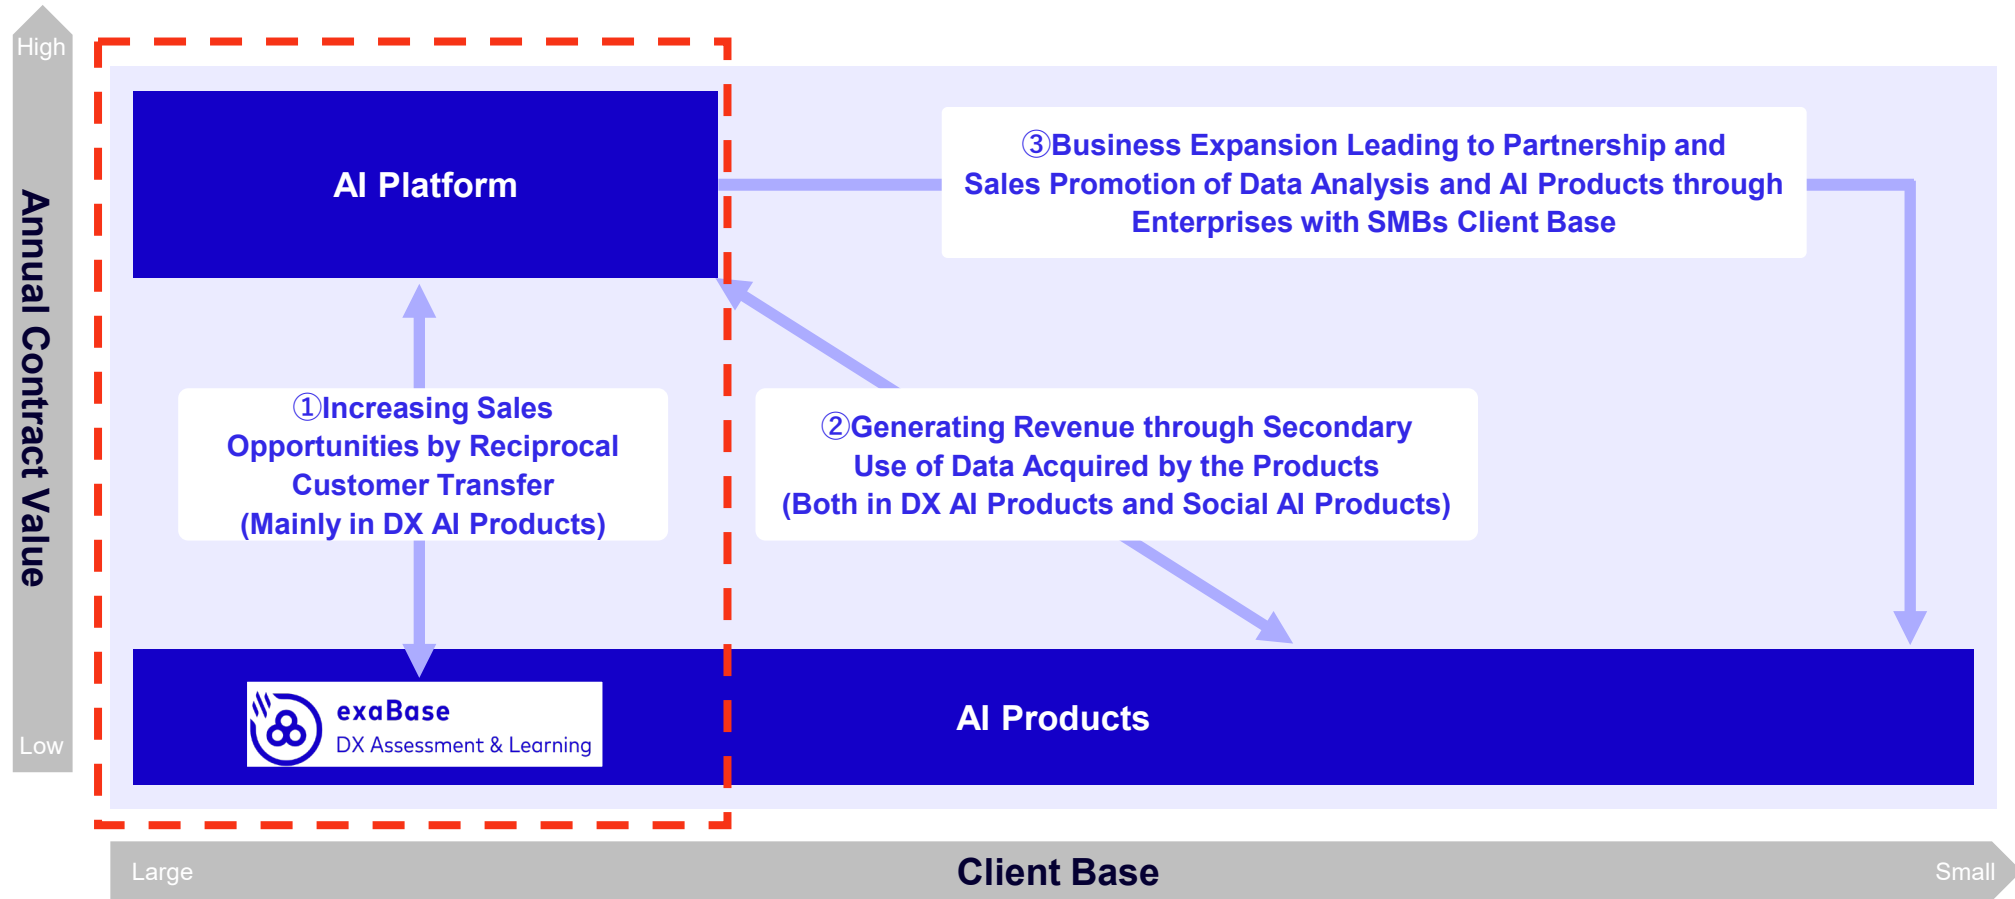 High
Annual Contract Value
Low
AI Platform
③Business Expansion Leading to Partnership and
Sales Promotion of Data Analysis and AI Products through
Enterprises with SMBs Client Base
①Increasing Sales
Opportunities by Reciprocal
Customer Transfer
(Mainly in DX AI Products)
②Generating Revenue through Secondary
Use of Data Acquired by the Products
(Both in DX AI Products and Social AI Products)
exaBase
DX Assessment & Learning
AI Products
Large
Client Base
Small